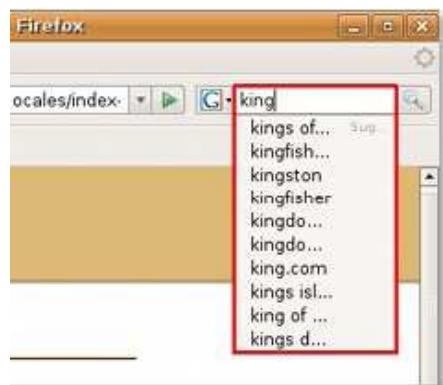 Firefox
ocales/index-
G king
kings of... Sug...
kingfish...
kingston
kingfisher
kingdo...
kingdo...
king.com
kings isl...
king of ...
kings d...